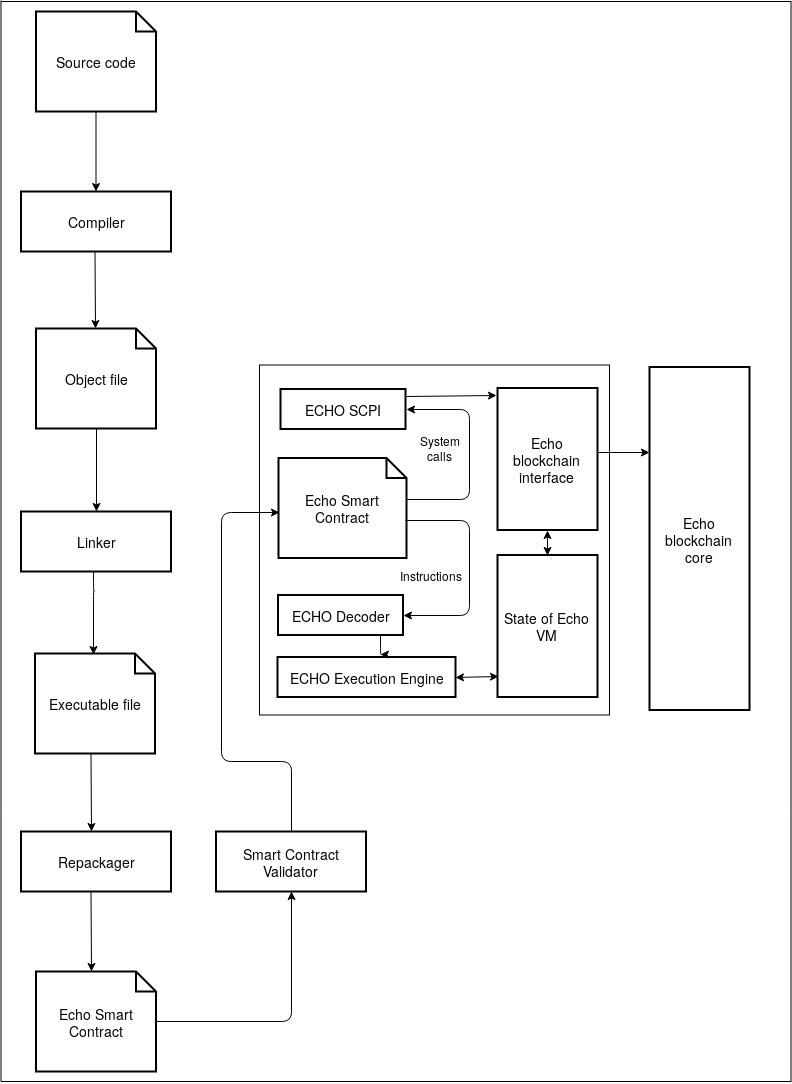 Source code
Compiler
Object file
Linker
Executable file
Repackager
Echo Smart
Contract
Smart Contract
Validator
ECHO SCPI
System
calls
Echo Smart
Contract
Instructions
ECHO Decoder
ECHO Execution Engine
Echo
blockchain
interface
State of Echo
VM
Echo
blockchain
core